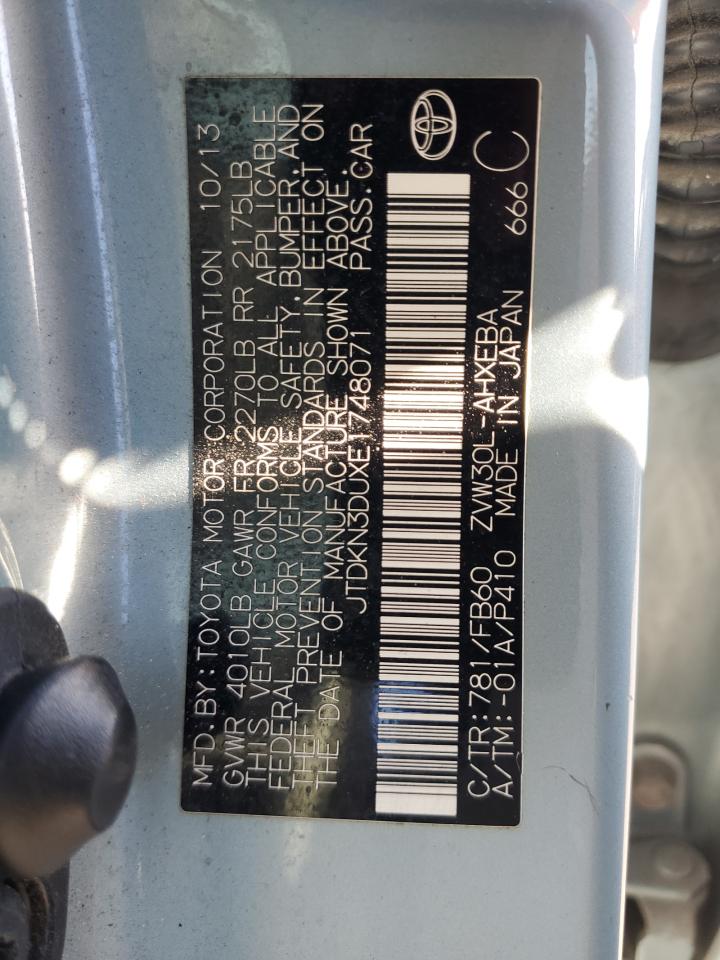 MFD.BY:TOYOTA MOTOR CORPORATION 10/13
GVWR 4010LB GAWR FR 2270LB RR 2175LB
THIS VEHICLE CONFORMS TO ALL APPLICABLE
FEDERAL MOTOR VEHICLE SAFETY,BUMPER,AND
THEFT PREVENTION STANDARDS IN EFFECT ON
THE DATE OF MANUFACTURE SHOWN ABOVE.
JTDKN3DUXE1748071 PASS.CAR
C/TR:781/FB60 ZVW30L-AHXEBA
A/TM:-01A/P410 MADE IN JAPAN 666 C